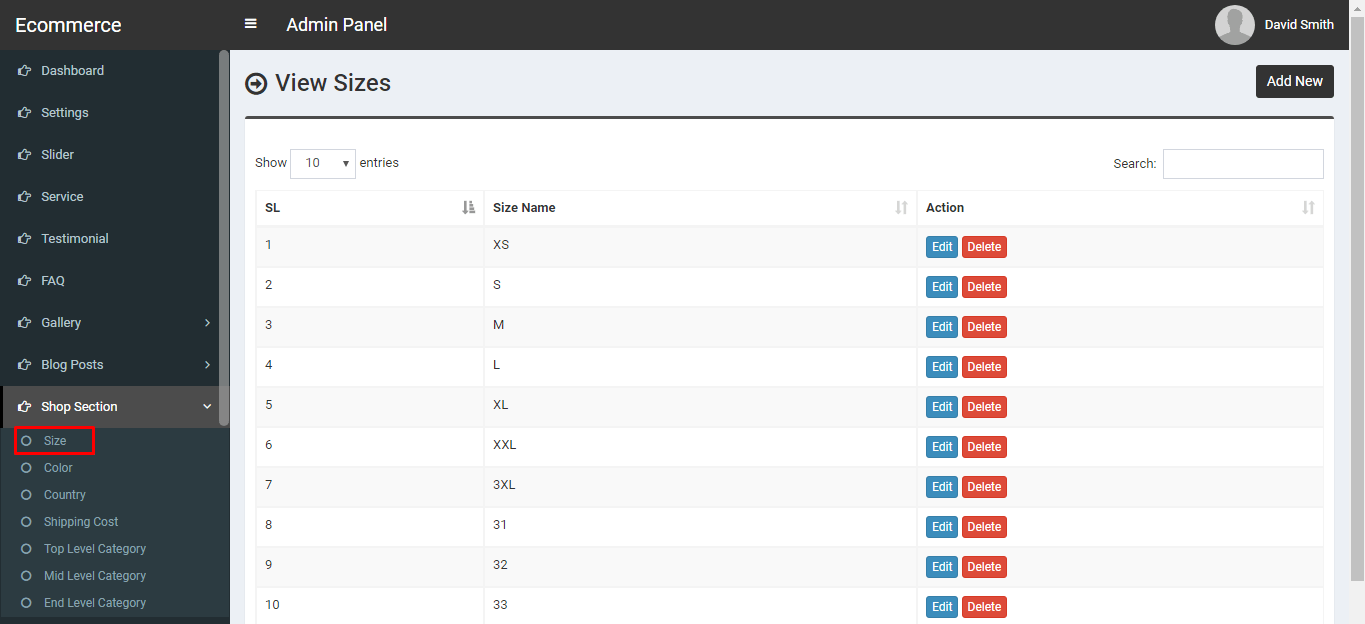 Ecommerce
Admin Panel
David Smith
Dashboard
Settings
Slider
Service
Testimonial
FAQ
Gallery
Blog Posts
Shop Section
Size
Color
Country
Shipping Cost
Top Level Category
Mid Level Category
End Level Category
View Sizes
Add New
Show 10 entries
Search:
SL Size Name Action
1 XS Edit Delete
2 S Edit Delete
3 M Edit Delete
4 L Edit Delete
5 XL Edit Delete
6 XXL Edit Delete
7 3XL Edit Delete
8 31 Edit Delete
9 32 Edit Delete
10 33 Edit Delete